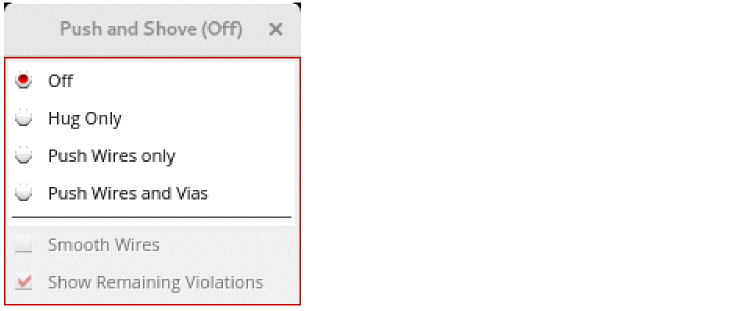 Push and Shove (Off)
Off
Hug Only
Push Wires only
Push Wires and Vias
Smooth Wires
Show Remaining Violations